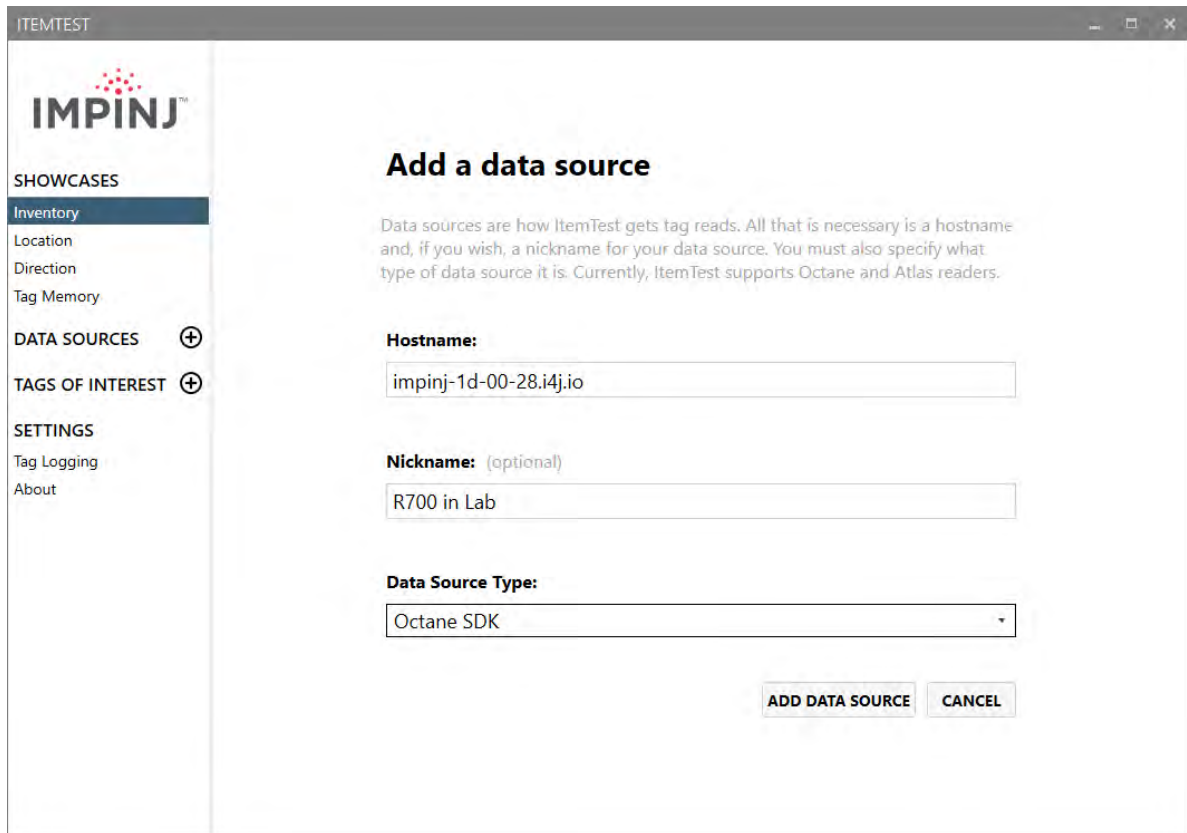 ITEMTEST
IMPINJ™
SHOWCASES
Inventory
Location
Direction
Tag Memory
DATA SOURCES
TAGS OF INTEREST
SETTINGS
Tag Logging
About
Add a data source
Data sources are how ItemTest gets tag reads. All that is necessary is a hostname
and, if you wish, a nickname for your data source. You must also specify what
type of data source it is. Currently, ItemTest supports Octane and Atlas readers.
Hostname:
impinj-1d-00-28.i4j.io
Nickname: (optional)
R700 in Lab
Data Source Type:
Octane SDK
ADD DATA SOURCE CANCEL